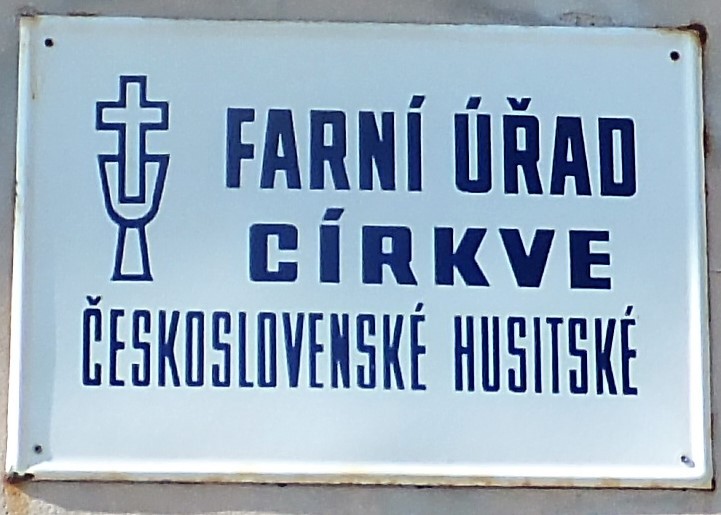 FARNÍ ÚŘAD
CÍRKVE
ČESKOSLOVENSKÉ HUSITSKÉ